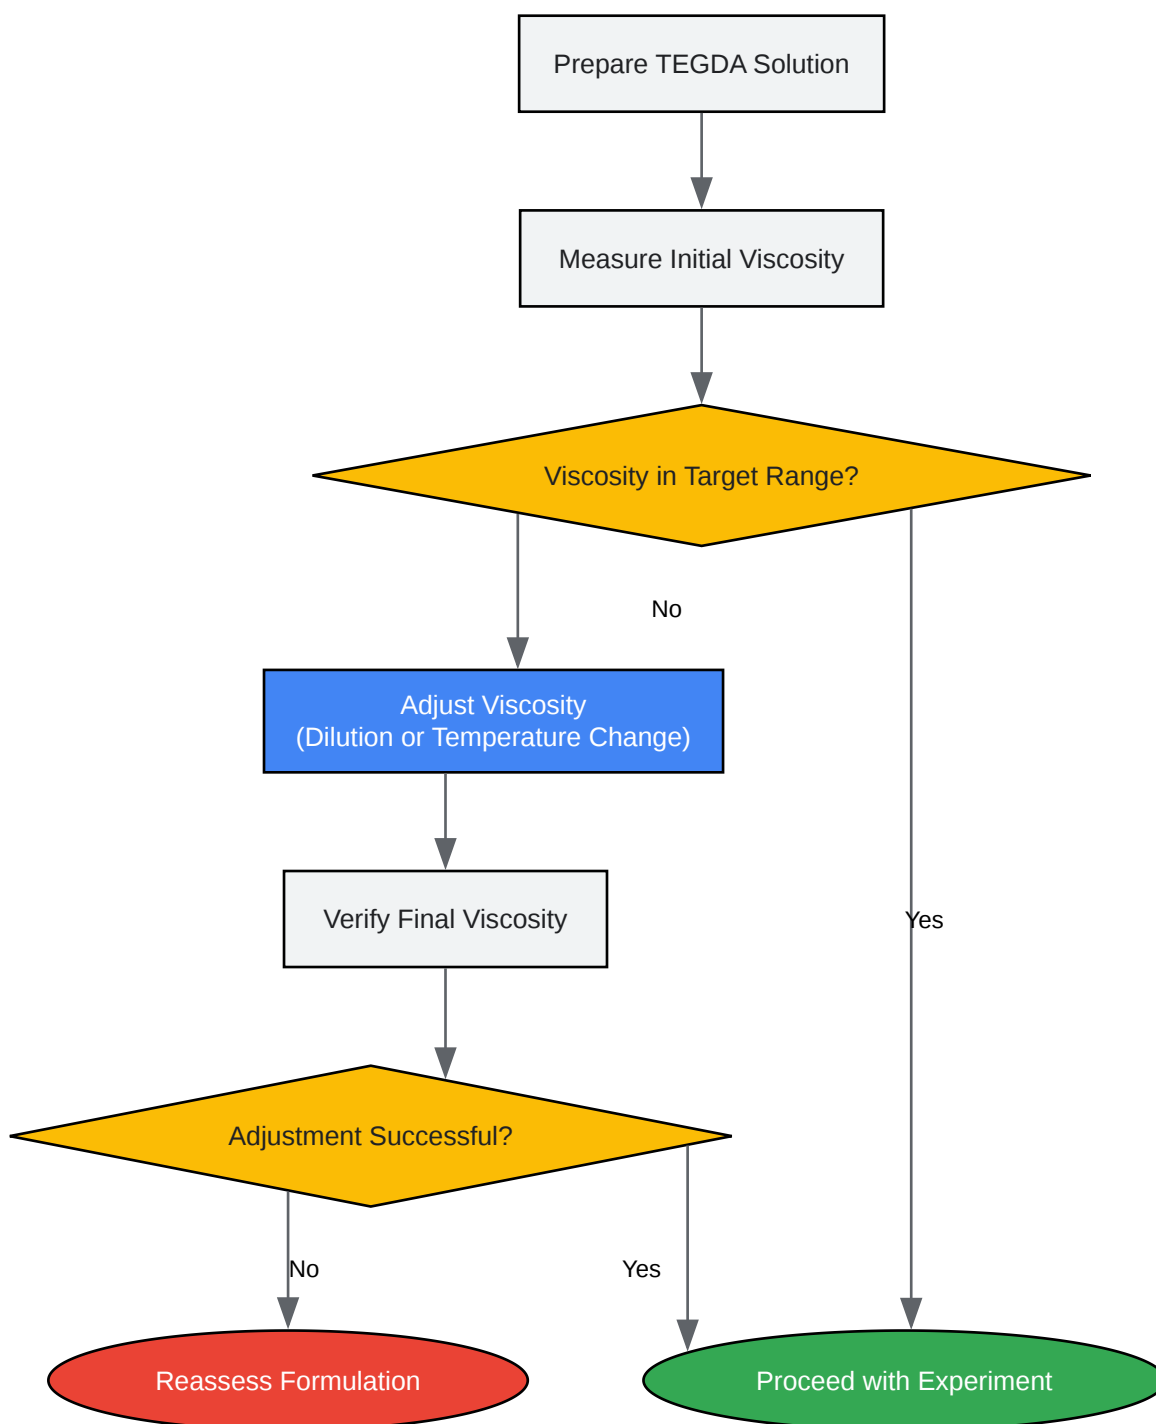 Prepare TEGDA Solution
Measure Initial Viscosity
Viscosity in Target Range?
No
Adjust Viscosity
(Dilution or Temperature Change)
Verify Final Viscosity
Yes
Adjustment Successful?
No
Yes
Reassess Formulation
Proceed with Experiment